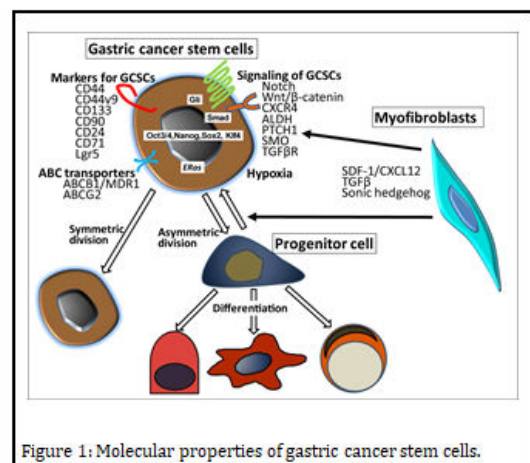 Gastric cancer stem cells
Markers for GCSCs
CD44
CD44v9
CD133
CD90
CD24
CD71
Lgr5
ABC transporters
ABCB1/MDR1
ABCG2
Gli
Smad
Oct3/4,Nanog,Sox2, Klf4
ERas
Signaling of GCSCs
Notch
Wnt/β-catenin
CXCR4
ALDH
PTCH1
SMO
TGFβR
Hypoxia
Myofibroblasts
SDF-1/CXCL12
TGFβ
Sonic hedgehog
Symmetric
division
Asymmetric
division
Progenitor cell
Differentiation
Figure 1: Molecular properties of gastric cancer stem cells.